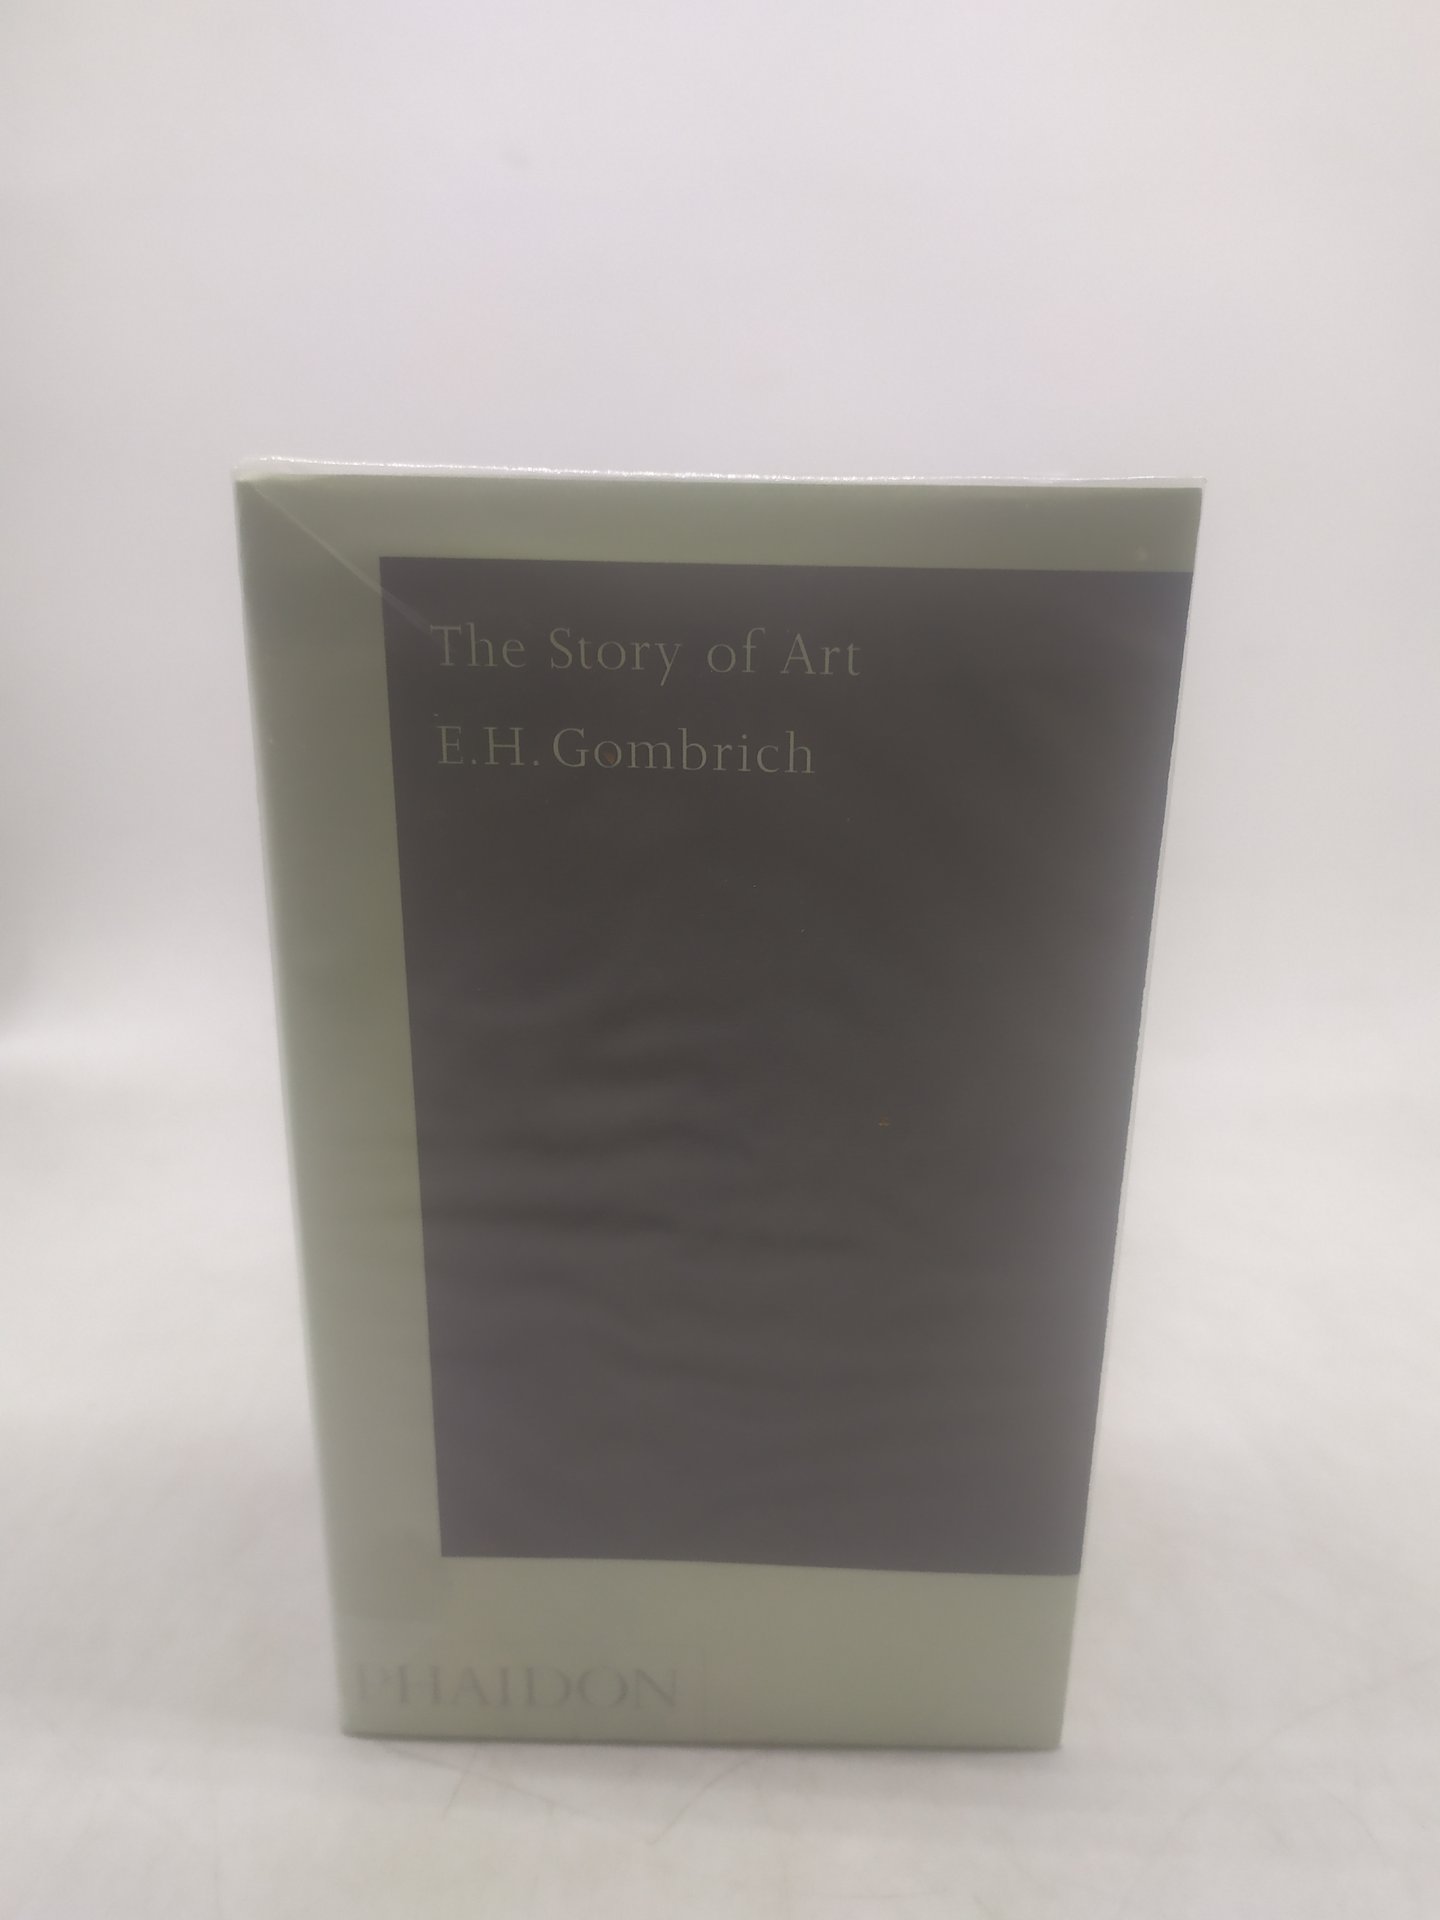 The Story of Art
E.H. Gombrich
PHAIDON